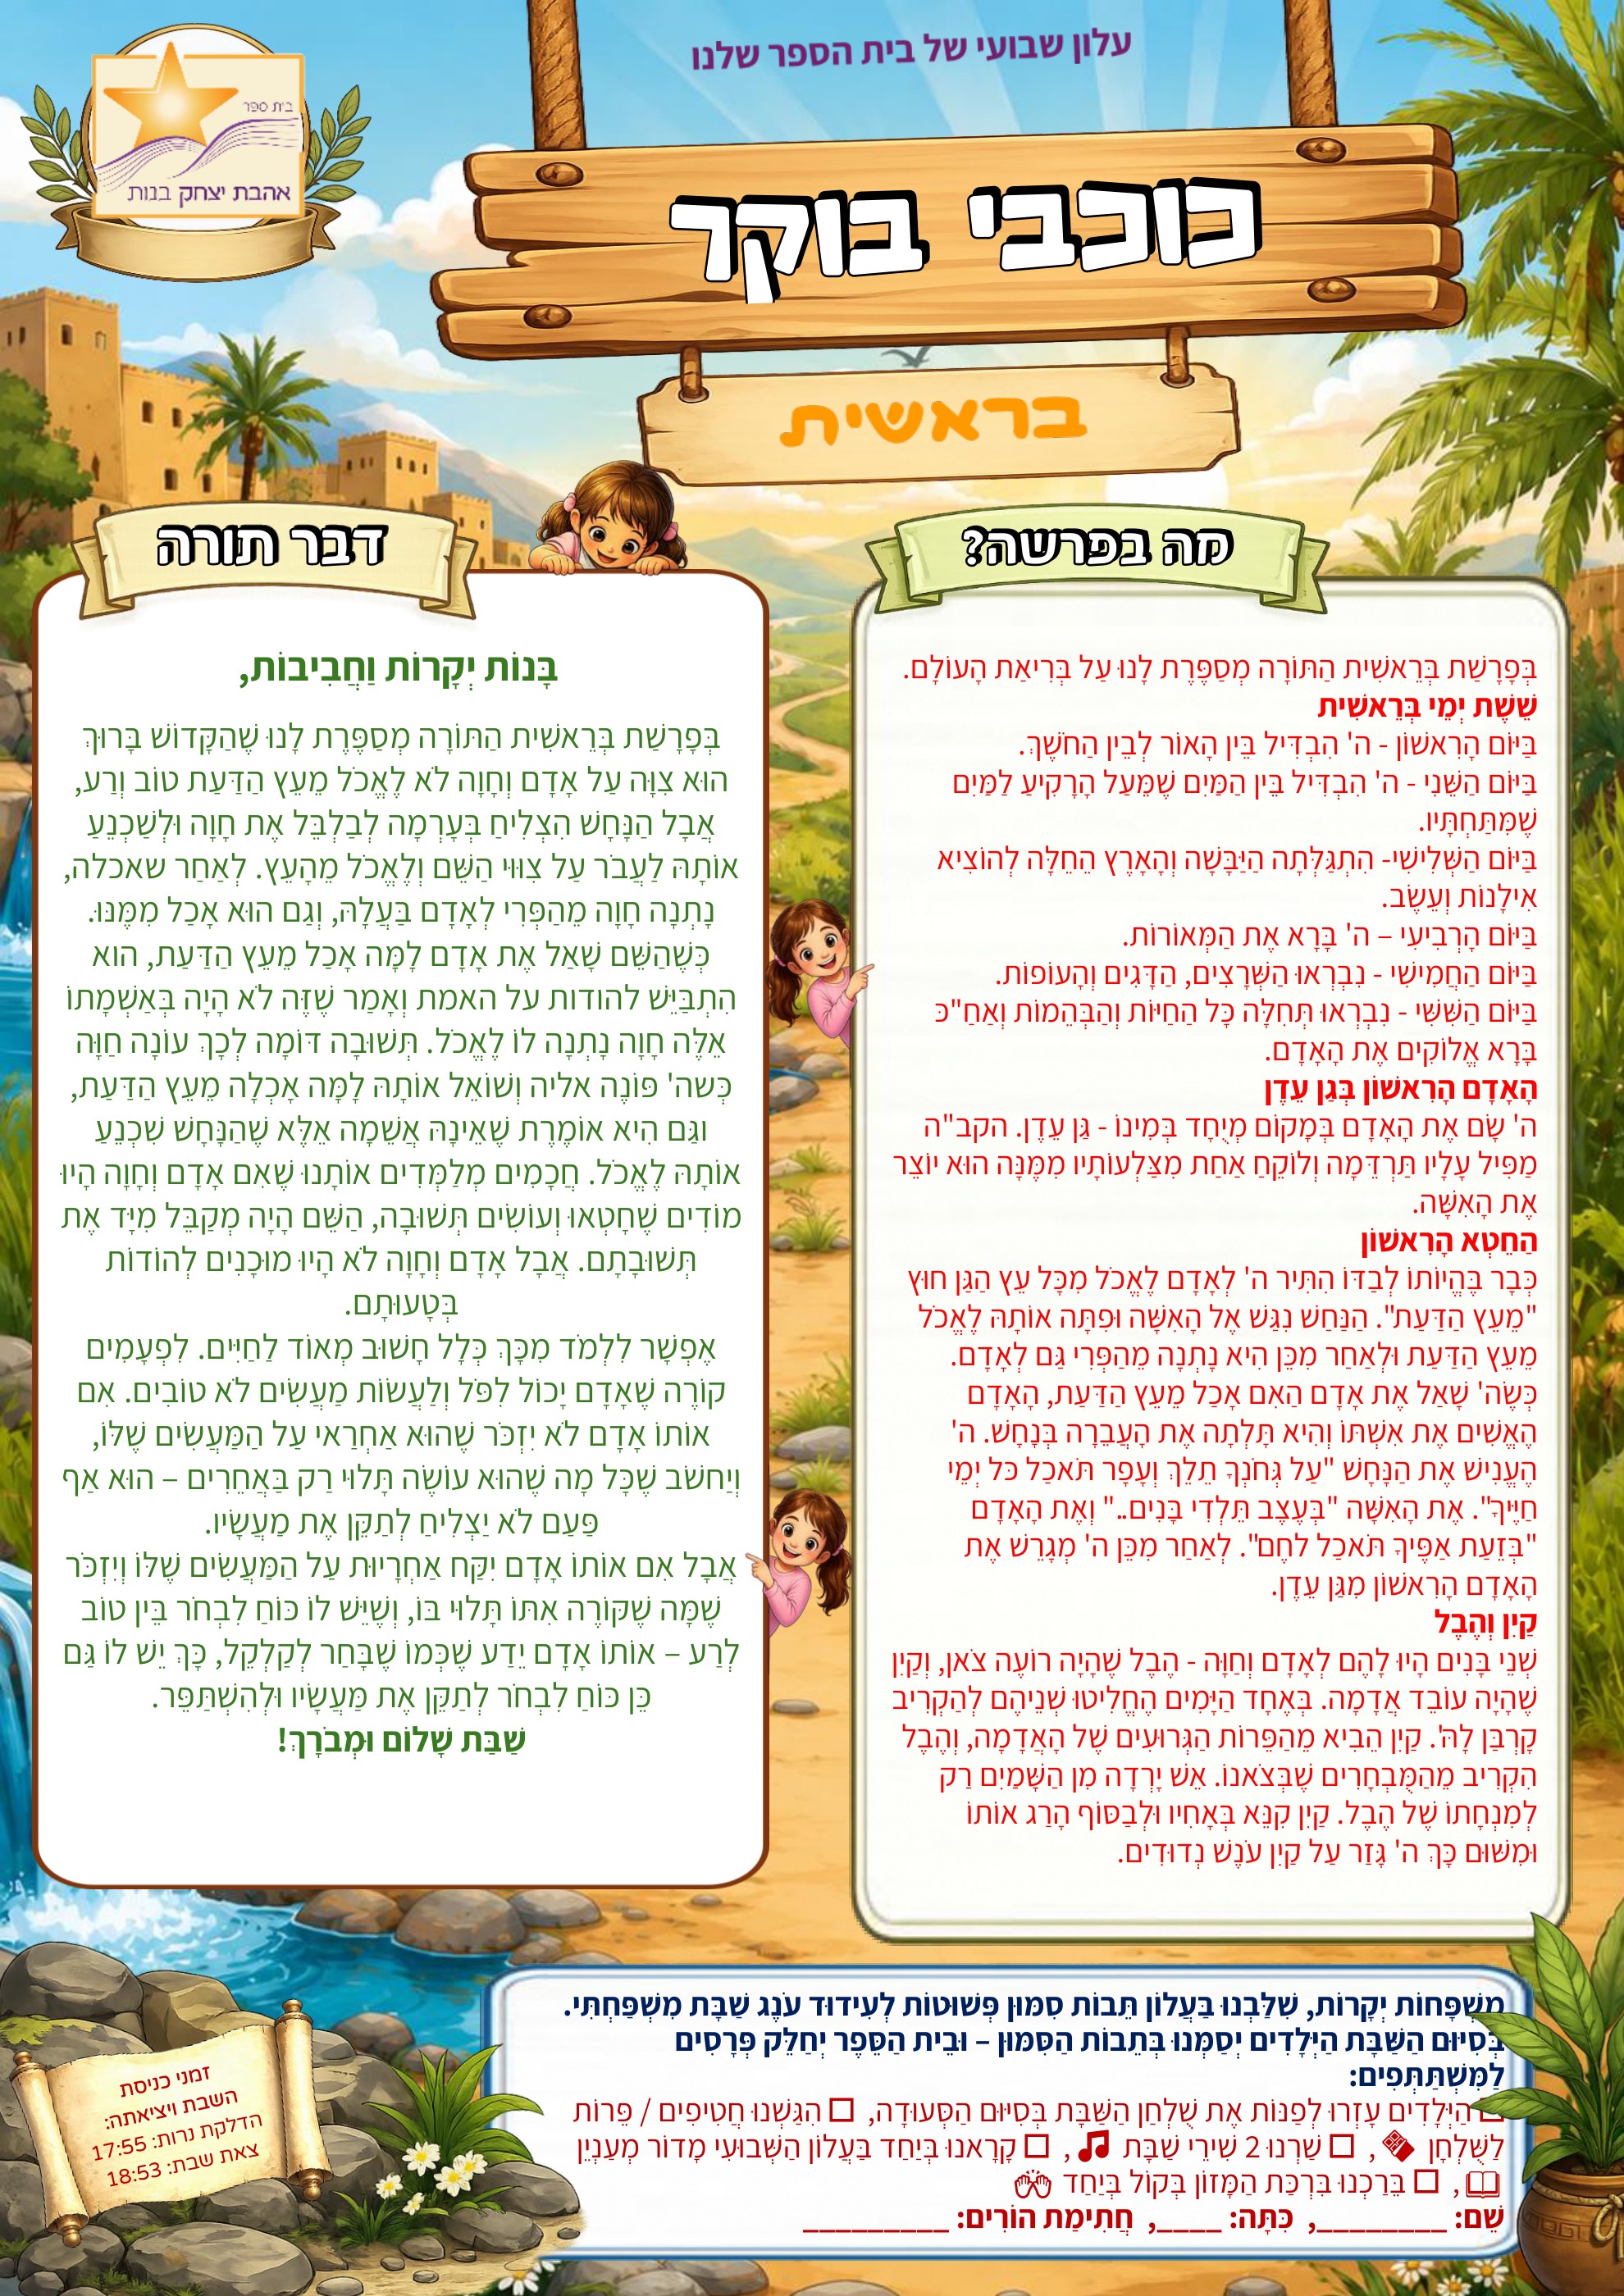 עלון שבועי של בית הספר שלנו
בית ספר
אהבת יצחק בנות
כוכבי בוקר
בראשית
מה בפרשה?
בְּפָרָשַׁת בְּרֵאשִׁית הַתּוֹרָה מְסַפֶּרֶת לָנוּ עַל בְּרִיאַת הָעוֹלָם.
שֵׁשֶׁת יְמֵי בְּרֵאשִׁית
בַּיּוֹם הָרִאשׁוֹן - ה' הִבְדִּיל בֵּין הָאוֹר לְבֵין הַחֹשֶׁךְ.
בַּיּוֹם הַשֵּׁנִי - ה' הִבְדִּיל בֵּין הַמַּיִם שֶׁמֵּעַל הָרָקִיעַ לַמַּיִם
שֶׁמִּתַּחְתָּיו.
בַּיּוֹם הַשְּׁלִישִׁי- הִתְגַּלְּתָה הַיַּבָּשָׁה וְהָאָרֶץ הֵחֵלָּה לְהוֹצִיא
אִילָנוֹת וְעֵשֶׂב.
בַּיּוֹם הָרְבִיעִי – ה' בָּרָא אֶת הַמְּאוֹרוֹת.
בַּיּוֹם הַחֲמִישִׁי - נִבְרְאוּ הַשְּׁרָצִים, הַדָּגִים וְהָעוֹפוֹת.
בַּיּוֹם הַשִּׁשִּׁי - נִבְרְאוּ תְּחִלָּה כָּל הַחַיּוֹת וְהַבְּהֵמוֹת וְאַחַ"כּ
בָּרָא אֱלוֹקִים אֶת הָאָדָם.
הָאָדָם הָרִאשׁוֹן בְּגַן עֵדֶן
ה' שָׂם אֶת הָאָדָם בְּמָקוֹם מְיֻחָד בְּמִינוֹ - גַּן עֵדֶן. הקב"ה
מַפִּיל עָלָיו תַּרְדֵּמָה וְלוֹקֵחַ אַחַת מִצַּלְעוֹתָיו מִמֶּנָּה הוּא יוֹצֵר
אֶת הָאִשָּׁה.
הַחֵטְא הָרִאשׁוֹן
כְּבָר בֶּהֱיוֹתוֹ לְבַדּוֹ הִתִּיר ה' לְאָדָם לֶאֱכֹל מִכָּל עֵץ הַגַּן חוּץ
"מֵעֵץ הַדַּעַת". הַנָּחַשׁ נִגַּשׁ אֶל הָאִשָּׁה וּפִתָּה אוֹתָהּ לֶאֱכֹל
מֵעֵץ הַדַּעַת וּלְאַחַר מִכֵּן הִיא נָתְנָה מֵהַפְּרִי גַּם לְאָדָם.
כְּשֶׁה' שָׁאַל אֶת אָדָם הַאִם אָכַל מֵעֵץ הַדַּעַת, הָאָדָם
הֶאֱשִׁים אֶת אִשְׁתּוֹ וְהִיא תָּלְתָה אֶת הָעֲבֵרָה בְּנָחָשׁ. ה'
הֶעֱנִישׁ אֶת הַנָּחָשׁ "עַל גְּחֹנְךָ תֵלֵךְ וְעָפָר תֹּאכַל כֹּל יְמֵי
חַיֶּיךָ". אֶת הָאִשָּׁה "בְּעֶצֶב תֵּלְדִי בָּנִים.." וְאֶת הָאָדָם
"בְּזֵעַת אַפֶּיךָ תֹּאכַל לֶחֶם". לְאַחַר מִכֵּן ה' מְגָרֵשׁ אֶת
הָאָדָם הָרִאשׁוֹן מִגַּן עֵדֶן.
קַיִן וְהֶבֶל
שְׁנֵי בָּנִים הָיוּ לָהֶם לְאָדָם וְחַוָּה - הֶבֶל שֶׁהָיָה רוֹעֶה צֹאן, וְקַיִן
שֶׁהָיָה עוֹבֵד אֲדָמָה. בְּאֶחָד הַיָּמִים הֶחֱלִיטוּ שְׁנֵיהֶם לְהַקְרִיב
קָרְבַּן לָה'. קַיִן הֵבִיא מֵהַפֵּרוֹת הַגְּרוּעִים שֶׁל הָאֲדָמָה, וְהֶבֶל
הִקְרִיב מֵהַמֻּבְחָרִים שֶׁבְּצֹאנוֹ. אֵשׁ יָרְדָה מִן הַשָּׁמַיִם רַק
לְמִנְחָתוֹ שֶׁל הֶבֶל. קַיִן קִנֵּא בְּאָחִיו וּלְבַסּוֹף הָרַג אוֹתוֹ
וּמִשּׁוּם כָּךְ ה' גָּזַר עַל קַיִן עֹנֶשׁ נְדוּדִים.
דבר תורה
בָּנוֹת יְקָרוֹת וַחֲבִיבוֹת,
בְּפָרָשַׁת בְּרֵאשִׁית הַתּוֹרָה מְסַפֶּרֶת לָנוּ שֶׁהַקָּדוֹשׁ בָּרוּךְ
הוּא צִוָּה עַל אָדָם וְחָוָה לֹא לֶאֱכֹל מֵעֵץ הַדַּעַת טוֹב וְרַע,
אֲבָל הַנָּחָשׁ הִצְלִיחַ בְּעָרְמָה לְבַלְבֵּל אֶת חָוָה וּלְשַׁכְנֵעַ
אוֹתָהּ לַעֲבֹר עַל צִוּוּי הַשֵּׁם וְלֶאֱכֹל מֵהָעֵץ. לְאַחַר שאכלה,
נָתְנָה חָוָה מֵהַפְּרִי לְאָדָם בַּעֲלָהּ, וְגַם הוּא אָכַל מִמֶּנּוּ.
כְּשֶׁהַשֵּׁם שָׁאַל אֶת אָדָם לָמָּה אָכַל מֵעֵץ הַדַּעַת, הוּא
הִתְבַּיֵּשׁ להודות על האמת וְאָמַר שֶׁזֶּה לֹא הָיָה בְּאַשְׁמָתוֹ
אֵלֶּה חָוָה נָתְנָה לוֹ לֶאֱכֹל. תְּשׁוּבָה דּוֹמָה לְכָךְ עוֹנָה חַוָּה
כְּשה' פּוֹנֶה אליה וְשׁוֹאֵל אוֹתָהּ לָמָּה אָכְלָה מֵעֵץ הַדַּעַת,
וגַּם הִיא אוֹמֶרֶת שֶׁאֵינָהּ אֲשֵׁמָה אֵלֶּא שֶׁהַנָּחָשׁ שִׁכְנֵעַ
אוֹתָהּ לֶאֱכֹל. חֲכָמִים מְלַמְּדִים אוֹתָנוּ שֶׁאִם אָדָם וְחָוָה הָיוּ
מוֹדִים שֶׁחָטְאוּ וְעוֹשִׂים תְּשׁוּבָה, הַשֵּׁם הָיָה מְקַבֵּל מִיָּד אֶת
תְּשׁוּבָתָם. אֲבָל אָדָם וְחָוָה לֹא הָיוּ מוּכָנִים לְהוֹדוֹת
בְּטָעוּתָם.
אֶפְשָׁר לִלְמֹד מִכָּךְ כְּלָל חָשׁוּב מְאוֹד לַחַיִּים. לִפְעָמִים
קוֹרֶה שֶׁאָדָם יָכוֹל לִפֹּל וְלַעֲשׂוֹת מַעֲשִׂים לֹא טוֹבִים. אִם
אוֹתוֹ אָדָם לֹא יִזְכֹּר שֶׁהוּא אַחְרַאי עַל הַמַּעֲשִׂים שֶׁלּוֹ,
וְיַחשֹׁב שֶׁכָּל מָה שֶׁהוּא עוֹשֶׂה תָּלוּי רַק בַּאֲחֵרִים – הוּא אַף
פַּעַם לֹא יַצְלִיחַ לְתַקֵּן אֶת מַעֲשָׂיו.
אֲבָל אִם אוֹתוֹ אָדָם יִקַּח אַחְרָיוּת עַל הַמַּעֲשִׂים שֶׁלּוֹ וְיִזְכֹּר
שֶׁמָּה שֶׁקּוֹרֶה אִתּוֹ תָּלוּי בּוֹ, וְשֶׁיֵּשׁ לוֹ כּוֹחַ לִבְחֹר בֵּין טוֹב
לְרַע – אוֹתוֹ אָדָם יֵדַע שֶׁכְּמוֹ שֶׁבָּחַר לְקַלְקֵל, כָּךְ יֵשׁ לוֹ גַּם
כֵּן כּוֹחַ לִבְחֹר לְתַקֵּן אֶת מַעֲשָׂיו וּלְהִשְׁתַּפֵּר.
שַׁבַּת שָׁלוֹם וּמְבֹרָךְ!
מִשְׁפָּחוֹת יְקָרוֹת, שִׁלַּבְנוּ בַּעֲלוֹן תֵּבוֹת סִמּוּן פְּשׁוּטוֹת לְעִידוּד עֹנֶג שַׁבָּת מִשְׁפַּחְתִּי.
בְּסִיּוּם הַשַּׁבָּת הַיְּלָדִים יְסַמְּנוּ בְּתֵבוֹת הַסִּמּוּן – וּבֵית הַסֵּפֶר יְחַלֵּק פְּרָסִים
לַמִּשְׁתַּתְּפִים:
☐ הַיְּלָדִים עָזְרוּ לְפַנּוֹת אֶת שֻׁלְחַן הַשַּׁבָּת בְּסִיּוּם הַסְּעוּדָה, ☐ הִגַּשְׁנוּ חֲטִיפִים / פֵּרוֹת
לַשֻּׁלְחָן , ☐ שַׁרְנוּ 2 שִׁירֵי שַׁבָּת , ☐ קָרָאנוּ בְּיַחַד בַּעֲלוֹן הַשְּׁבוּעִי מָדוֹר מְעַנְיֵן
, ☐ בֵּרַכְנוּ בִּרְכַּת הַמָּזוֹן בְּקוֹל בְּיַחַד
שֵׁם: ________, כִּתָּה: ____, חֲתִימַת הוֹרִים: _________
זמני כניסת
השבת ויציאתה:
הדלקת נרות: 17:55
צאת שבת: 18:53